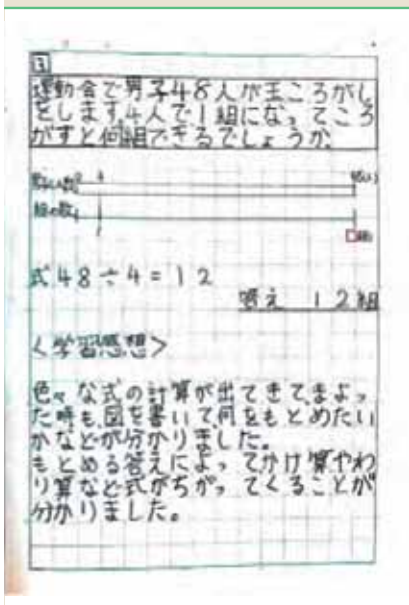 3
運動会で男子48人が玉ころがし
をします。4人で1組になってころ
がすと何組できるでしょうか。
4
組の数
1
式48÷4=12
答え 12組
<学習感想>
色々な式の計算が出てきて、まよっ
た時も、図を書いて、何をもとめたい
かなどが分かりました。
もとめる答えによってかけ算やわ
り算など式がちがってくることが
分かりました。